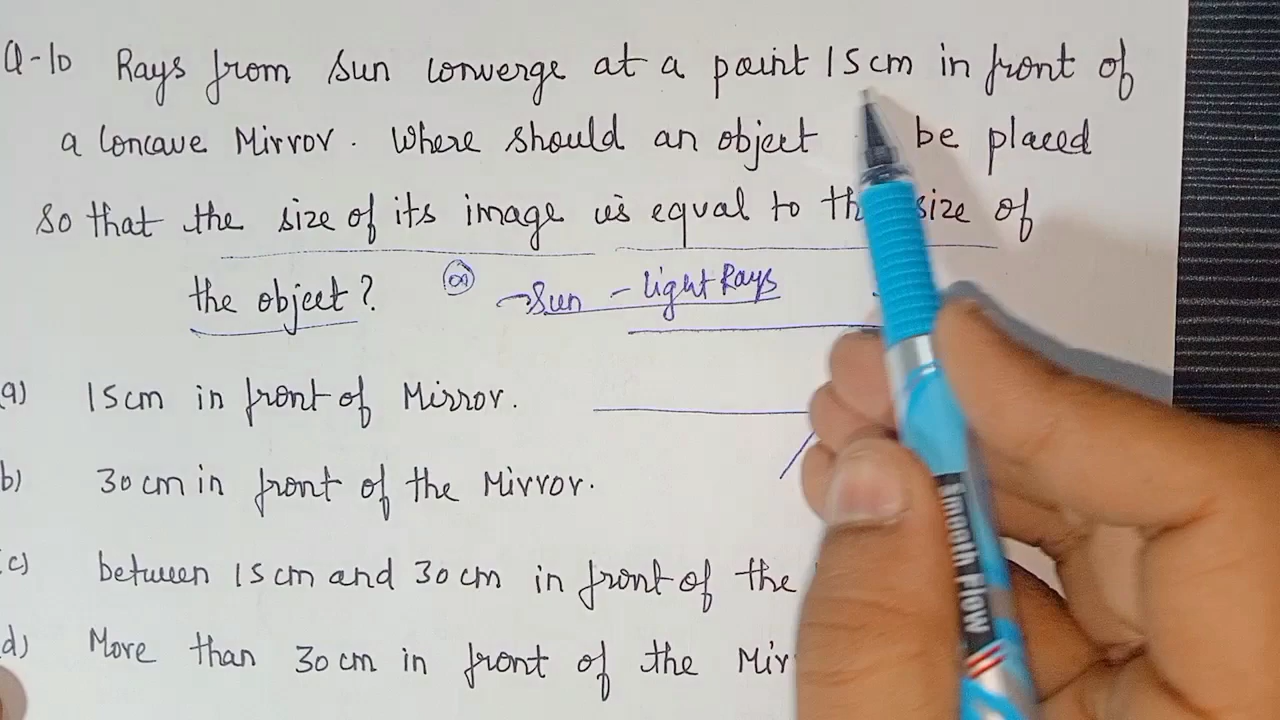 Q-10 Rays from sun converge at a point 15cm in front of
a Concave Mirror. Where should an object be placed
so that the size of its image is equal to the size of
the object?
→Sun - light Rays
a) 15cm in front of Mirror.
b) 30cm in front of the Mirror.
c) between 15cm and 30cm in front of the
d) More than 30cm in front of the
Smooth Flow